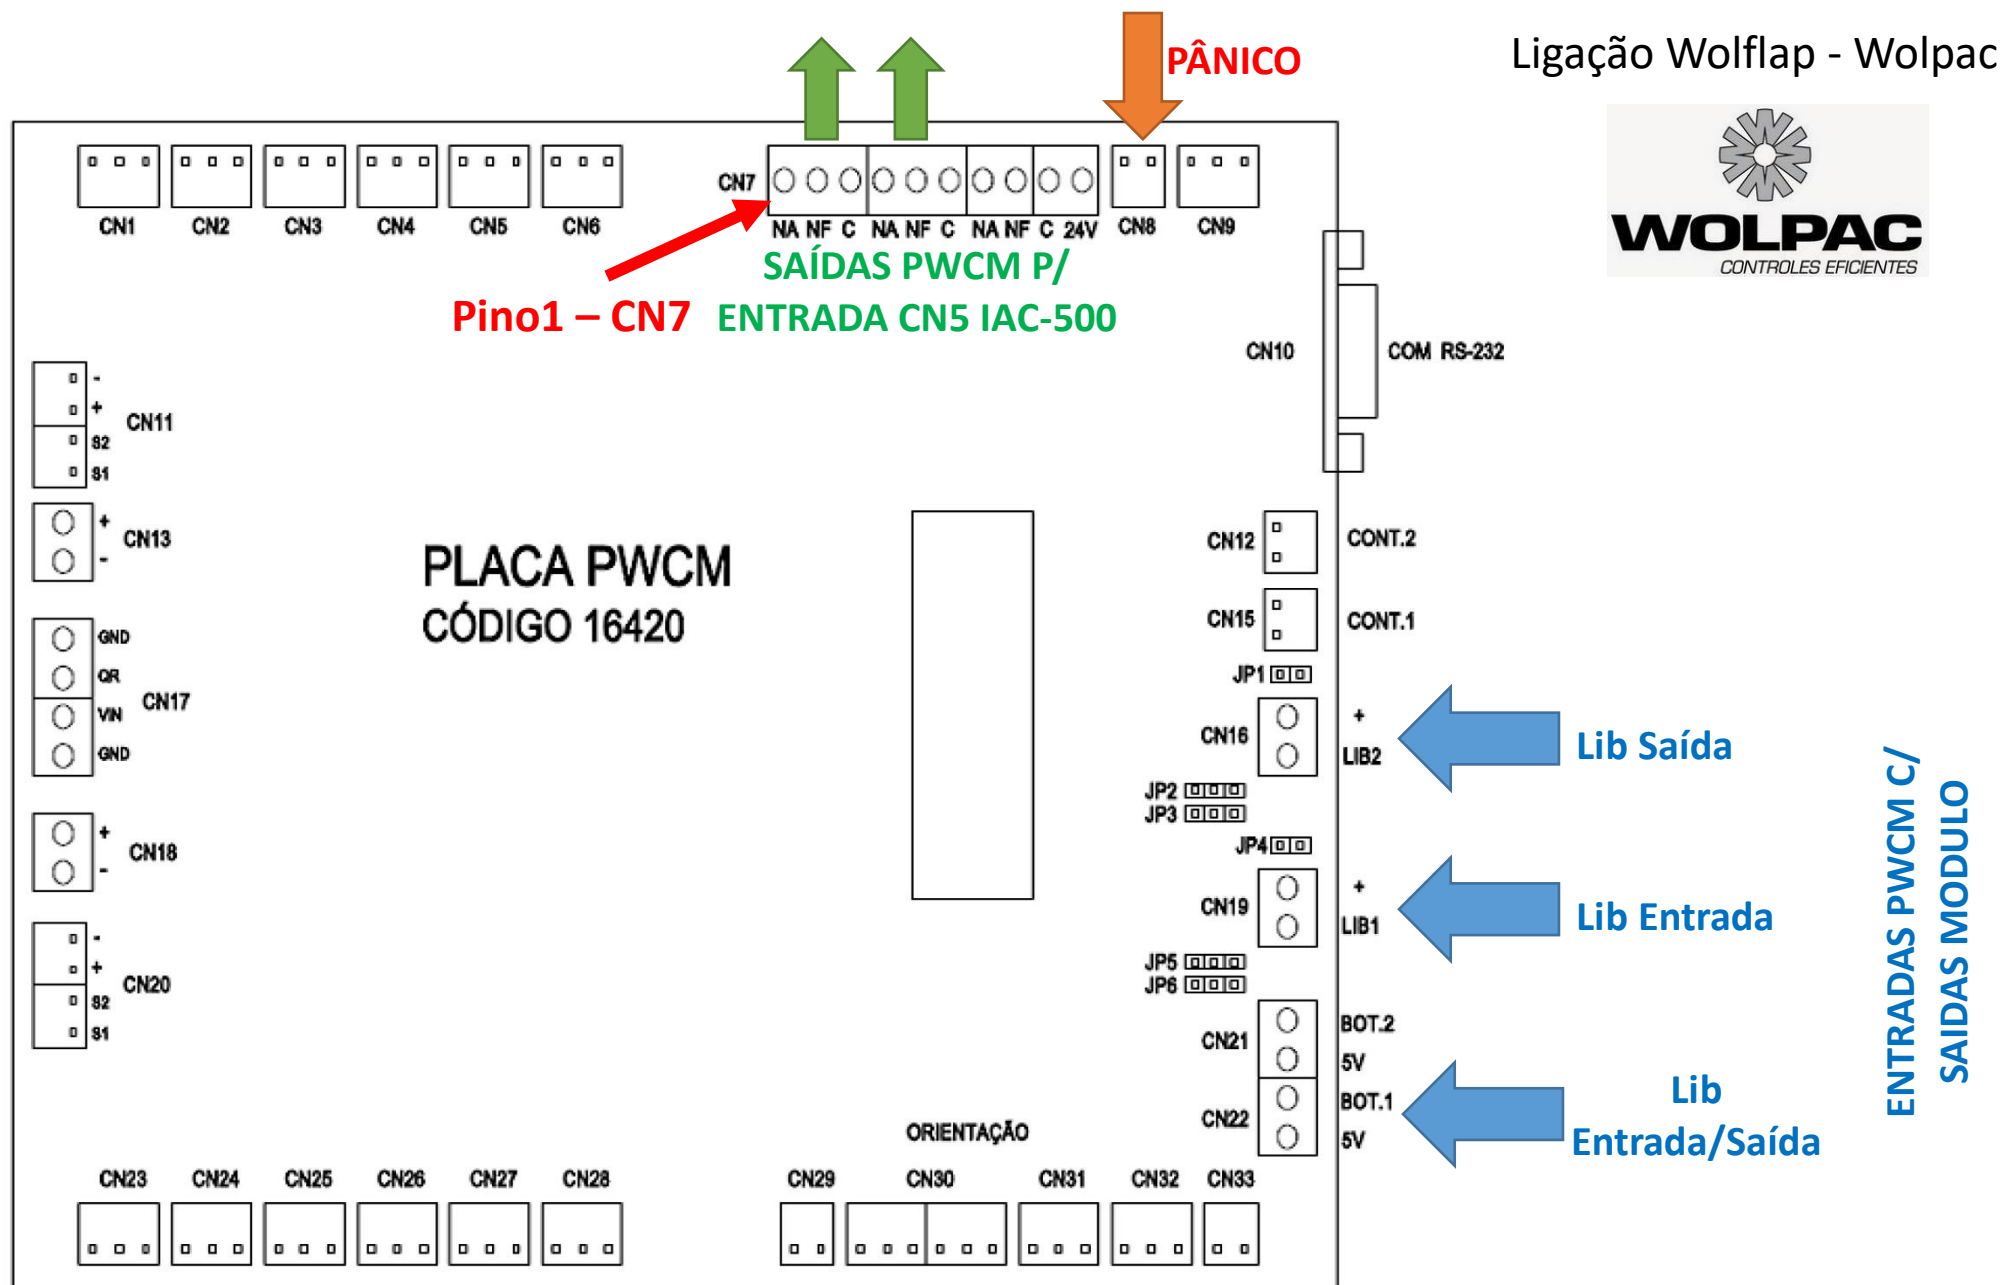 Ligação Wolflap - Wolpac
WOLPAC
CONTROLES EFICIENTES
PÂNICO
CN1 CN2 CN3 CN4 CN5 CN6
CN7
NA NF C NA NF C NA NF C 24V
CN8 CN9
SAÍDAS PWCM P/
ENTRADA CN5 IAC-500
Pino1 – CN7
CN10 COM RS-232
-
+
S2
S1
CN11
+
-
CN13
PLACA PWCM
CÓDIGO 16420
CN12 CONT.2
CN15 CONT.1
JP1
GND
QR
VIN
GND
CN17
CN16
+
LIB2
Lib Saída
JP2
JP3
JP4
+
-
CN18
CN19
+
LIB1
Lib Entrada
JP5
JP6
-
+
S2
S1
CN20
CN21
BOT.2
5V
CN22
BOT.1
5V
Lib
Entrada/Saída
ENTRADAS PWCM C/
SAIDAS MODULO
ORIENTAÇÃO
CN23 CN24 CN25 CN26 CN27 CN28 CN29 CN30 CN31 CN32 CN33